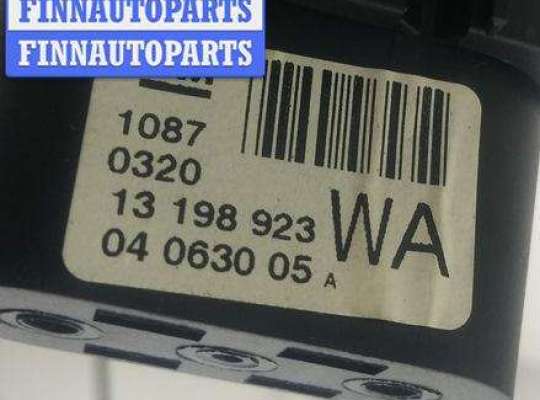 FINNAUTOPARTS
FINNAUTOPARTS
1087
0320
13 198 923
04 0630 05 A
WA